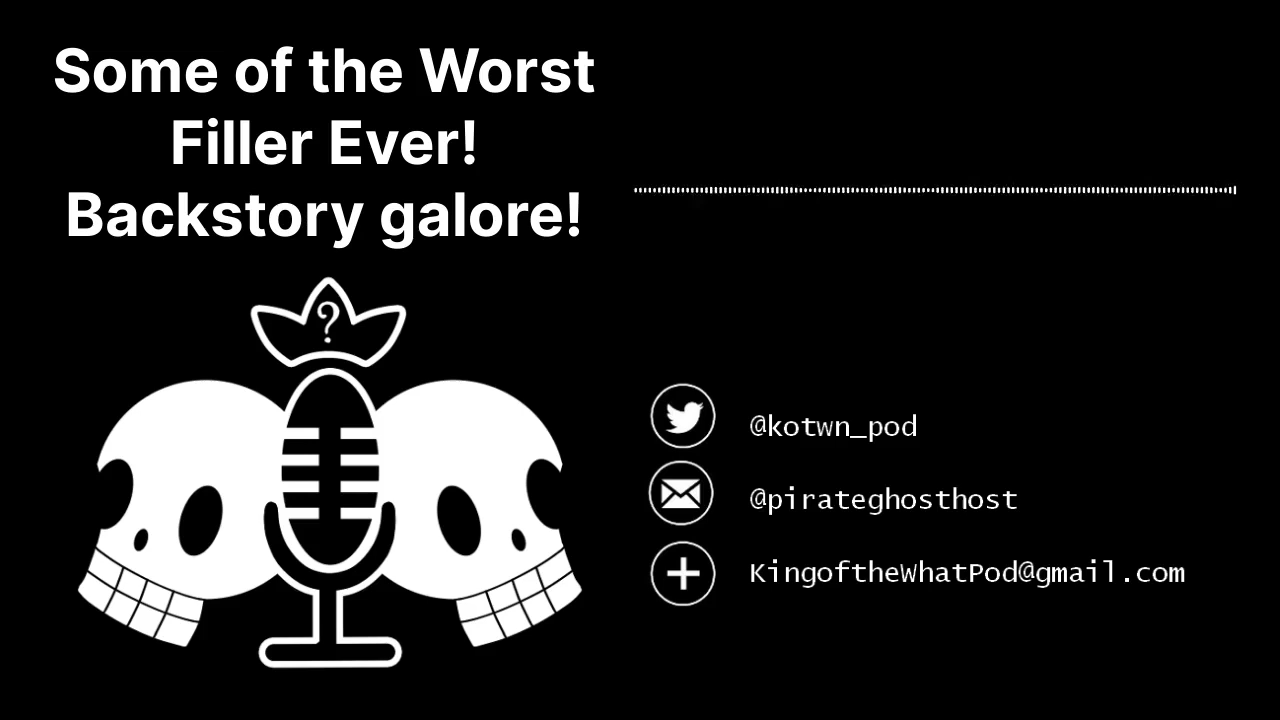 Some of the Worst
Filler Ever!
Backstory galore!
?
@kotwn_pod
@pirateghosthost
KingoftheWhatPod@gmail.com